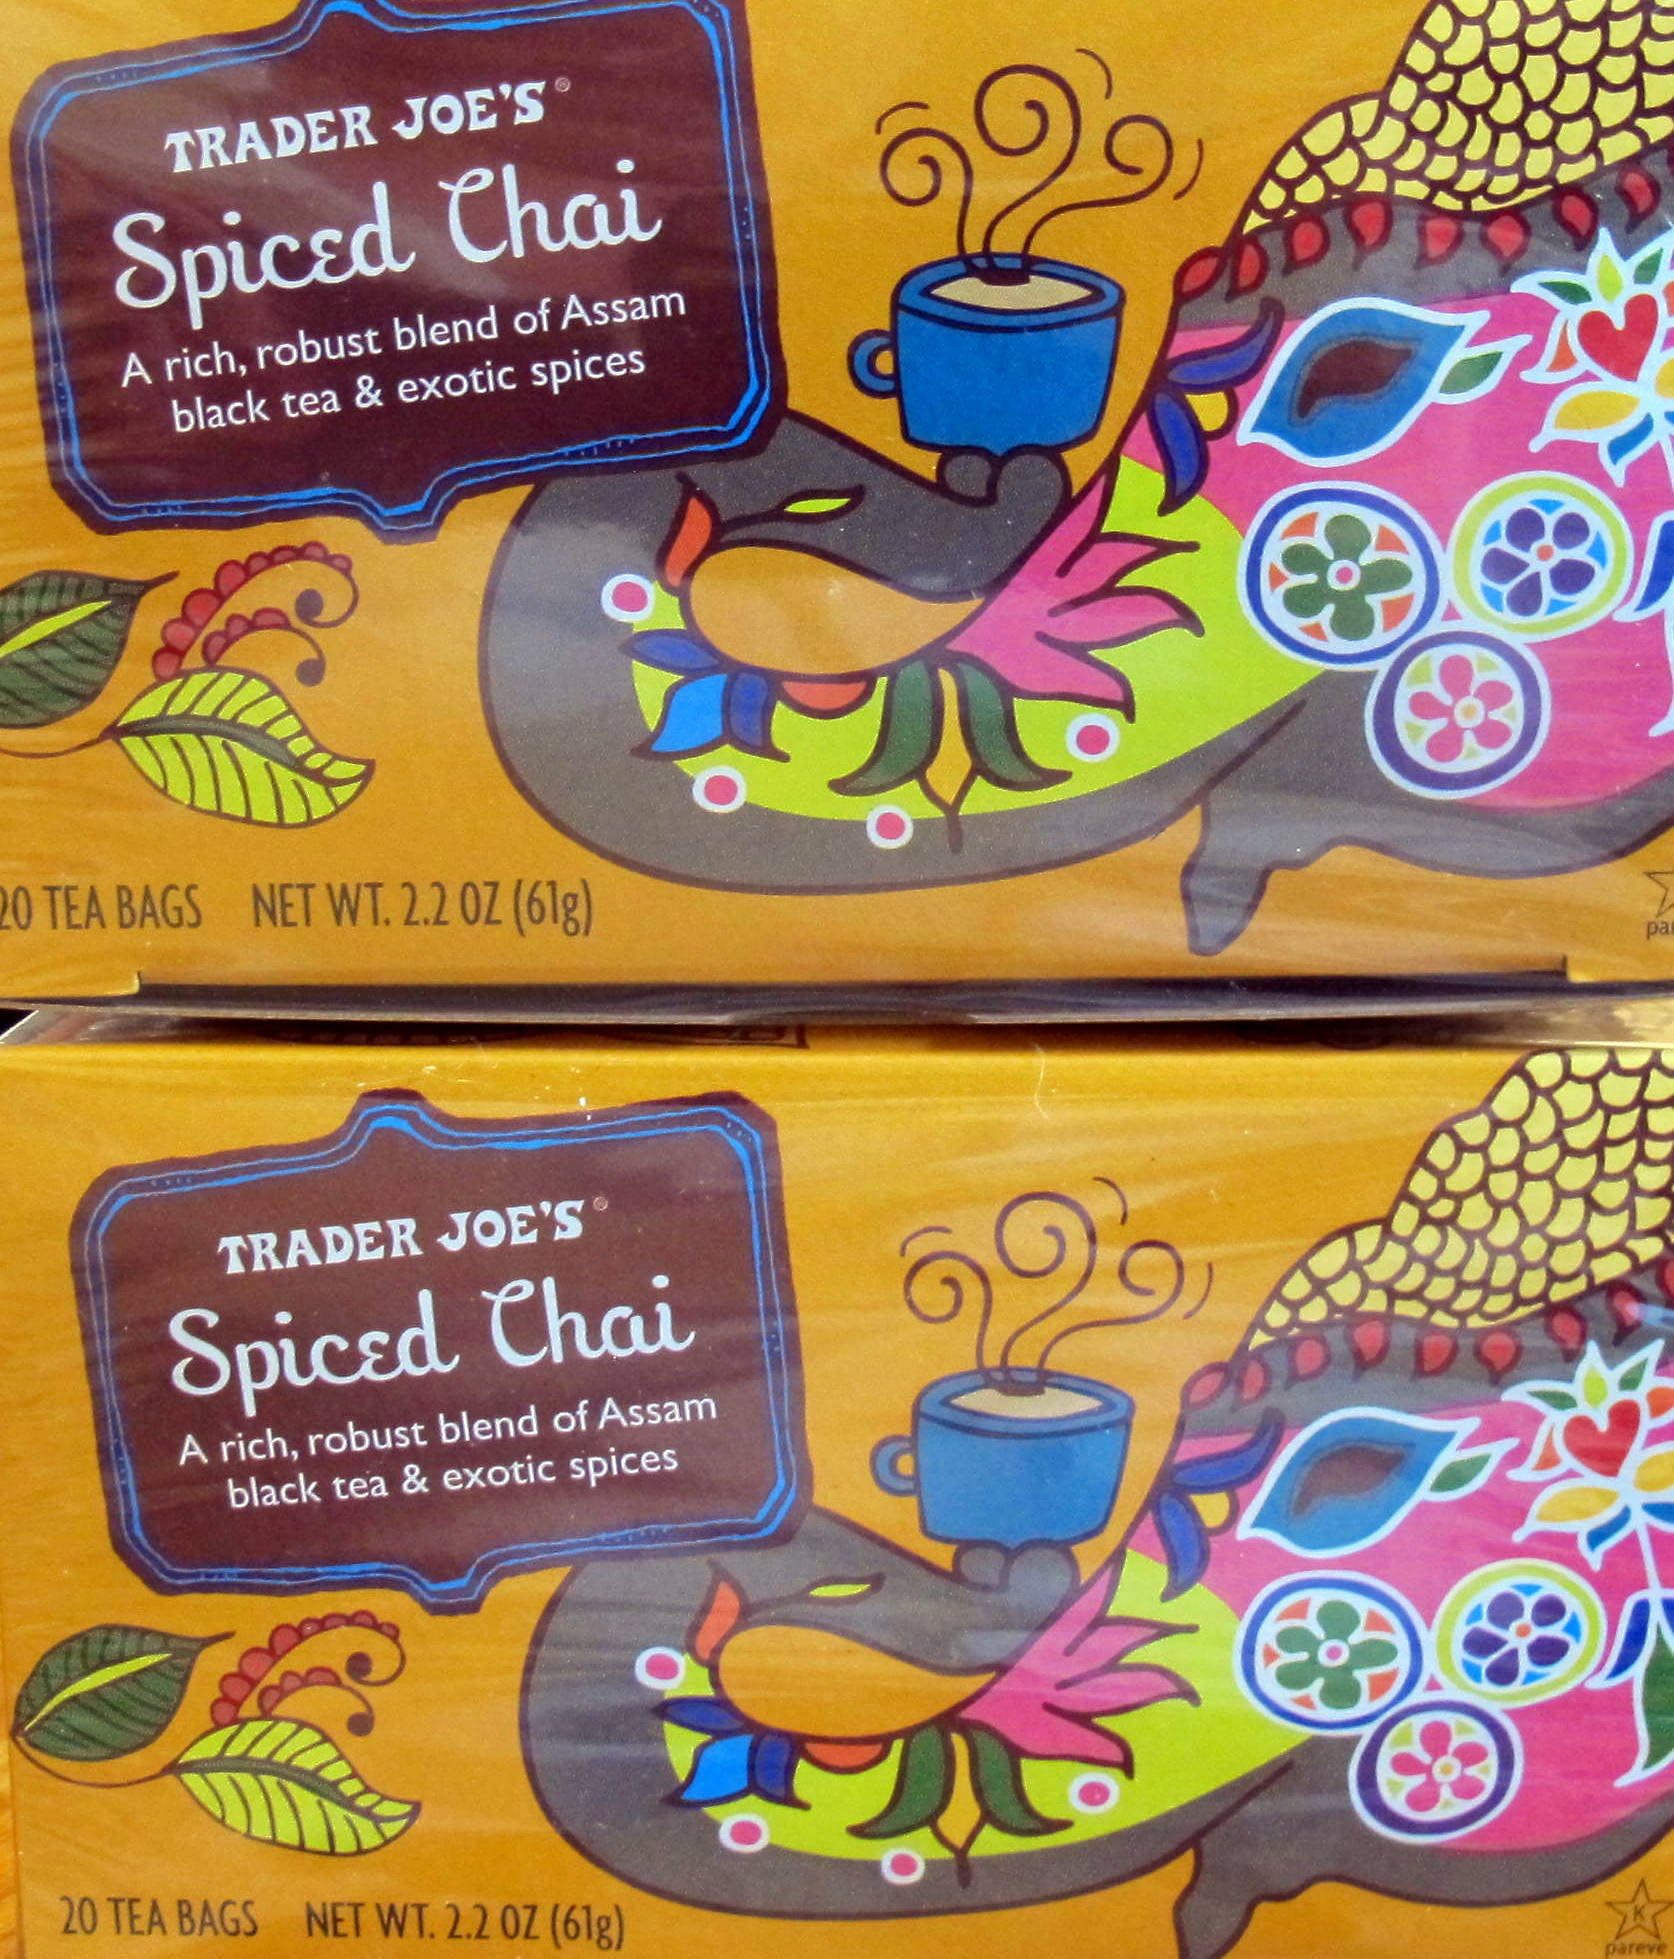 TRADER JOE'S®
Spiced Chai
A rich, robust blend of Assam
black tea & exotic spices
20 TEA BAGS NET WT. 2.2 OZ (61g)
TRADER JOE'S®
Spiced Chai
A rich, robust blend of Assam
black tea & exotic spices
20 TEA BAGS NET WT. 2.2 OZ (61g)
K
pareve